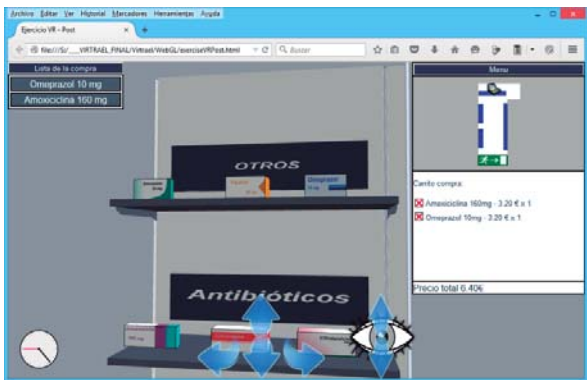 Archivo Editar Ver Historial Marcadores Herramientas Ayuda
Ejercicio VR - Post
file:///S:/___VIRTRAEL_FINAL/Virtrael/WebGL/exerciseVRPost.html
Buscar
Lista de la compra
Omeprazol 10 mg
Amoxiciclina 160 mg
OTROS
Omeprazol
Antibióticos
Menu
Carrito compra:
Amoxiciclina 160mg - 3.20 € x 1
Omeprazol 10mg - 3.20 € x 1
Precio total 6.40€